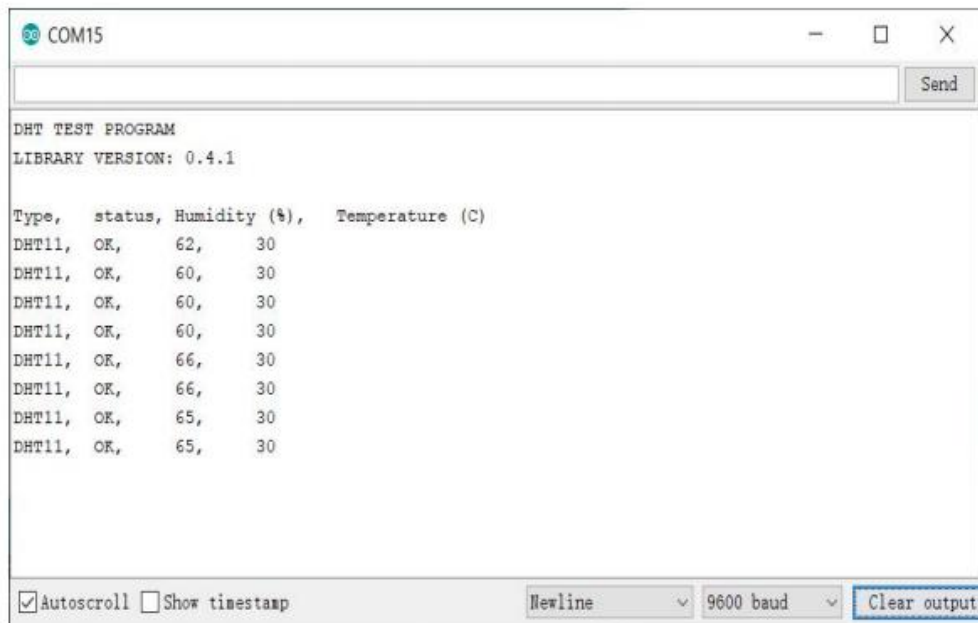 COM15
Send
DHT TEST PROGRAM
LIBRARY VERSION: 0.4.1
Type, status, Humidity (%), Temperature (C)
DHT11, OK, 62, 30
DHT11, OK, 60, 30
DHT11, OK, 60, 30
DHT11, OK, 60, 30
DHT11, OK, 66, 30
DHT11, OK, 66, 30
DHT11, OK, 65, 30
DHT11, OK, 65, 30
Autoscroll Show timestamp Newline 9600 baud Clear output